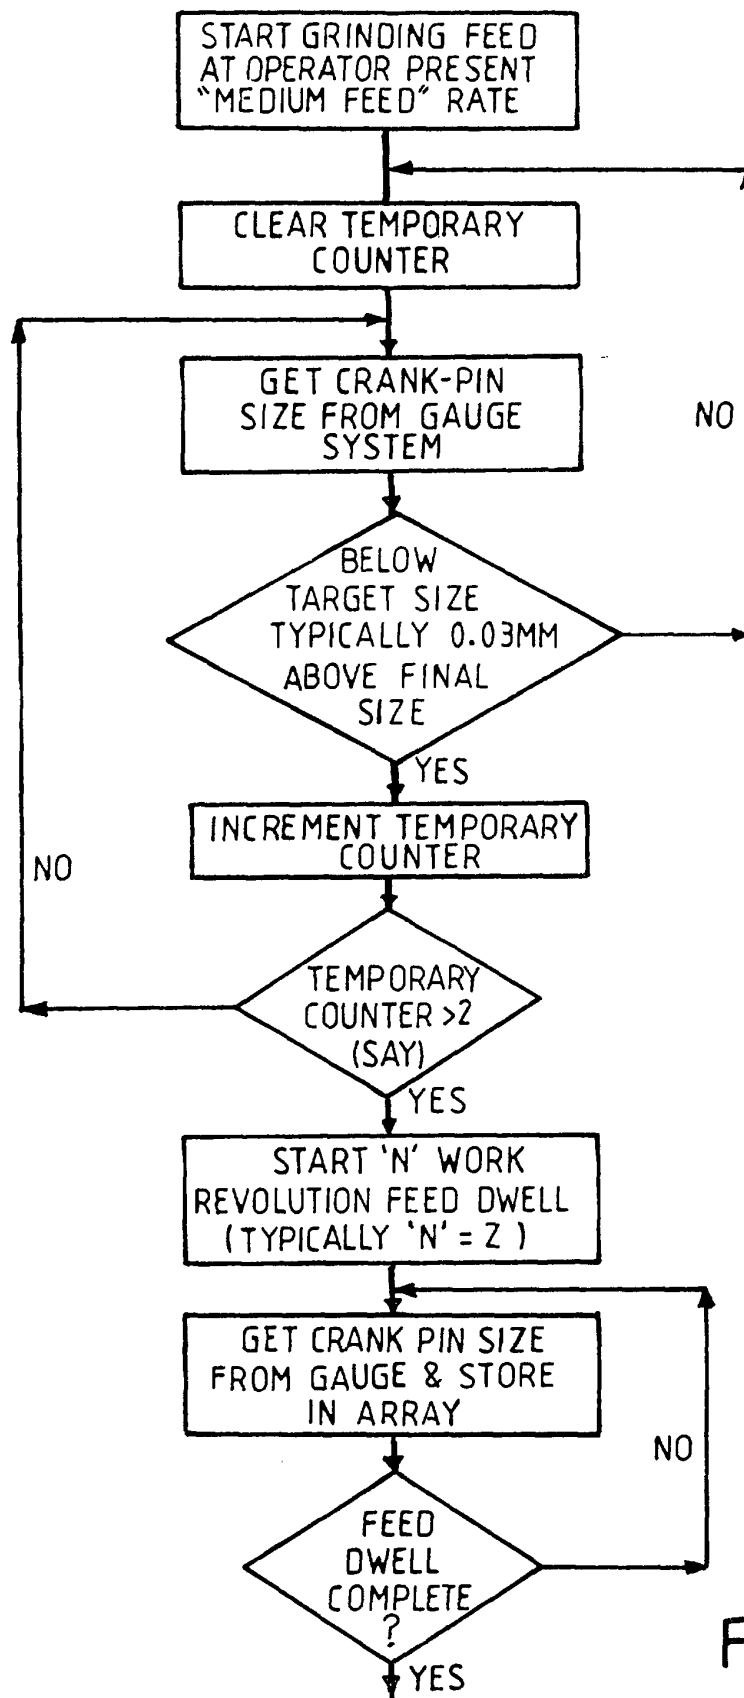 START GRINDING FEED
AT OPERATOR PRESENT
"MEDIUM FEED" RATE
CLEAR TEMPORARY
COUNTER
GET CRANK-PIN
SIZE FROM GAUGE
SYSTEM
NO
BELOW
TARGET SIZE
TYPICALLY 0.03MM
ABOVE FINAL
SIZE
YES
INCREMENT TEMPORARY
COUNTER
NO
TEMPORARY
COUNTER >2
(SAY)
YES
START 'N' WORK
REVOLUTION FEED DWELL
(TYPICALLY 'N' = Z )
GET CRANK PIN SIZE
FROM GAUGE & STORE
IN ARRAY
NO
FEED
DWELL
COMPLETE
?
F
YES